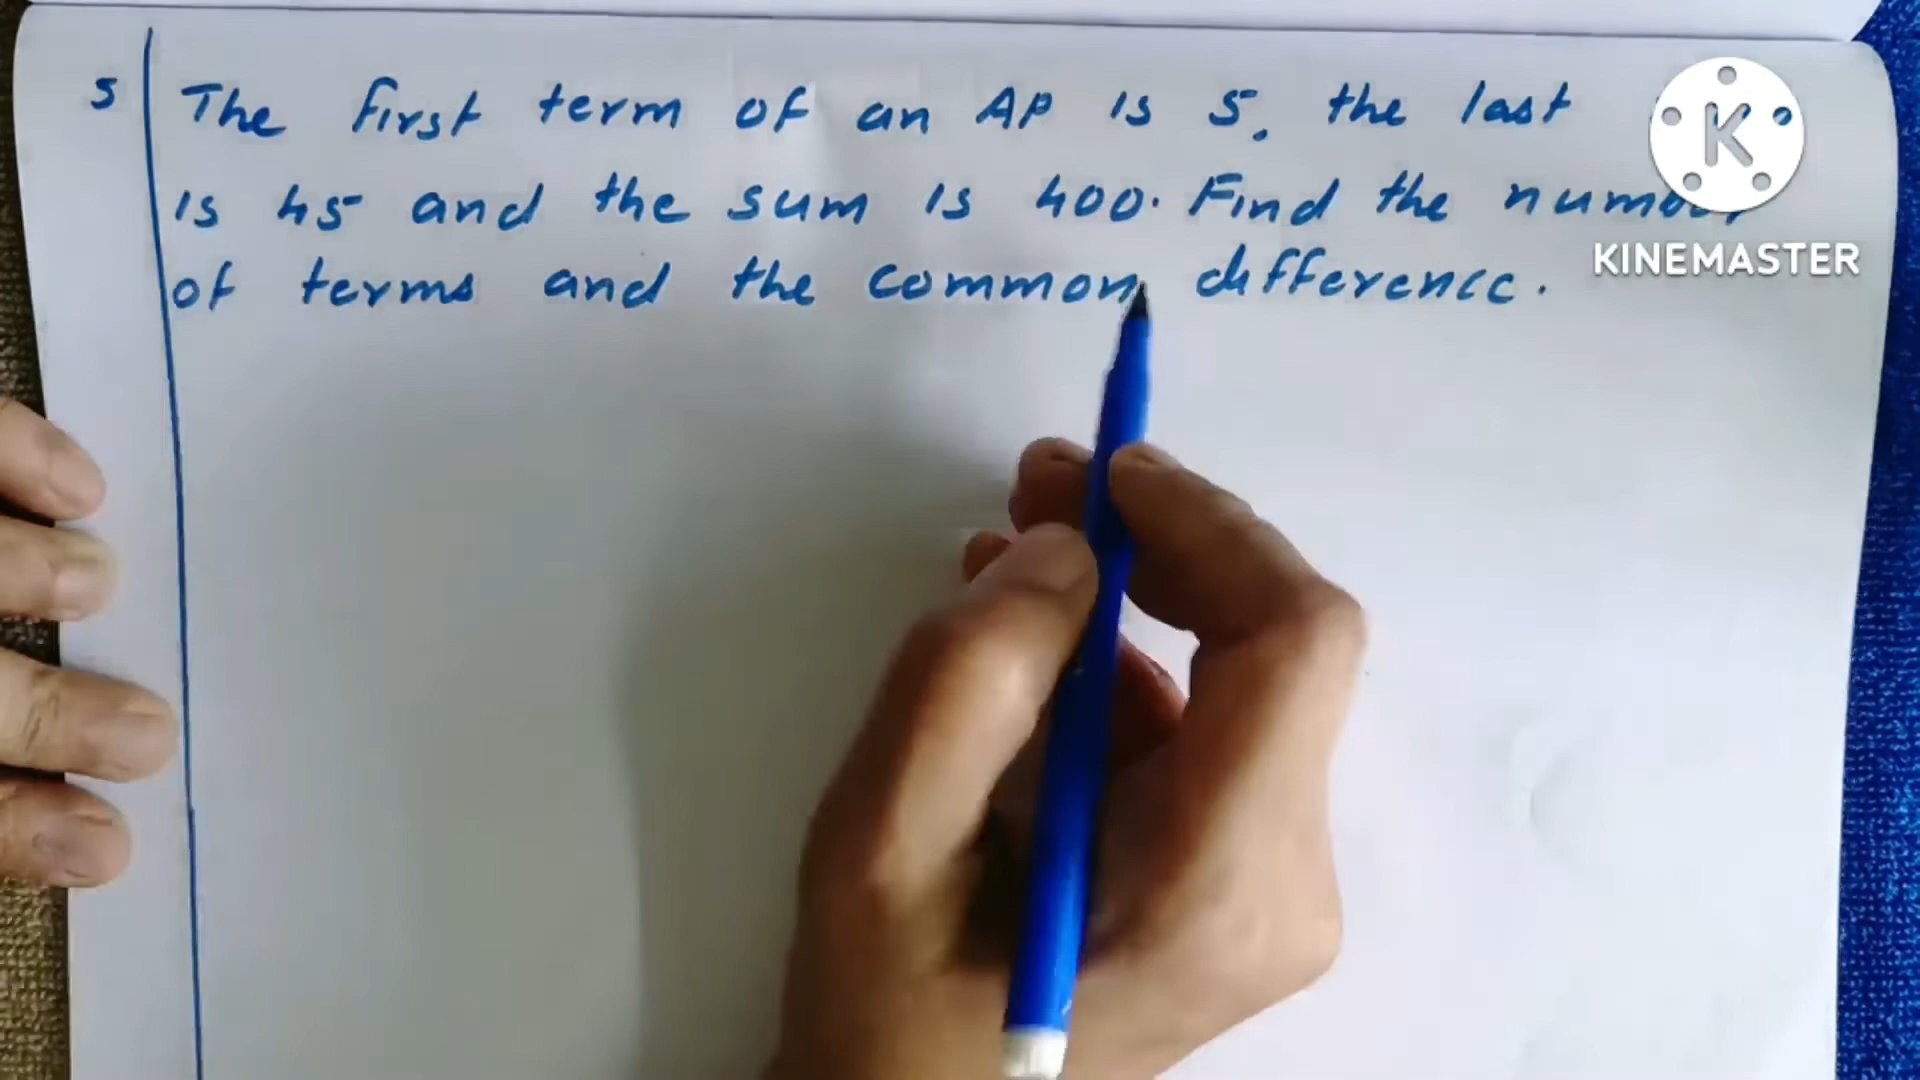 5 The first term of an AP is 5, the last
is 45 and the sum is 400. Find the number
of terms and the common difference.
K
KINEMASTER